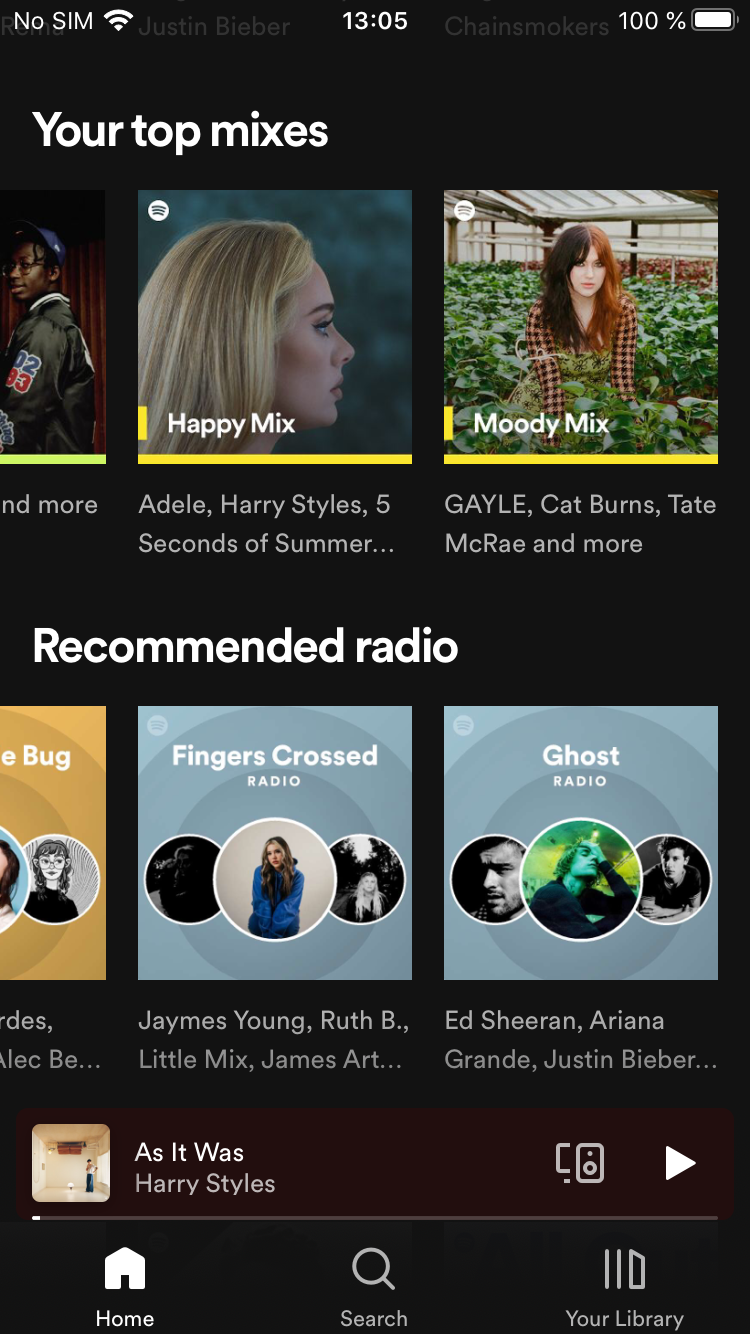 No SIM 13:05 100 %
Justin Bieber Chainsmokers
Your top mixes
Happy Mix
Moody Mix
nd more
Adele, Harry Styles, 5
Seconds of Summer...
GAYLE, Cat Burns, Tate
McRae and more
Recommended radio
e Bug
Fingers Crossed
RADIO
Ghost
RADIO
rdes,
Alec Be...
Jaymes Young, Ruth B.,
Little Mix, James Art...
Ed Sheeran, Ariana
Grande, Justin Bieber...
As It Was
Harry Styles
Home
Search
Your Library